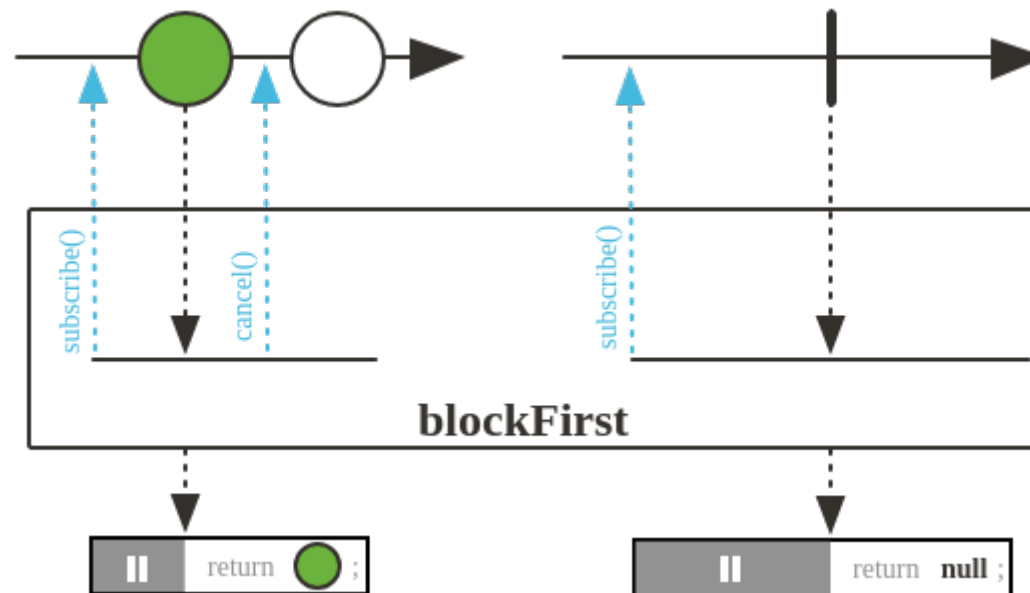 subscribe()
cancel()
subscribe()
blockFirst
return ;
return null ;